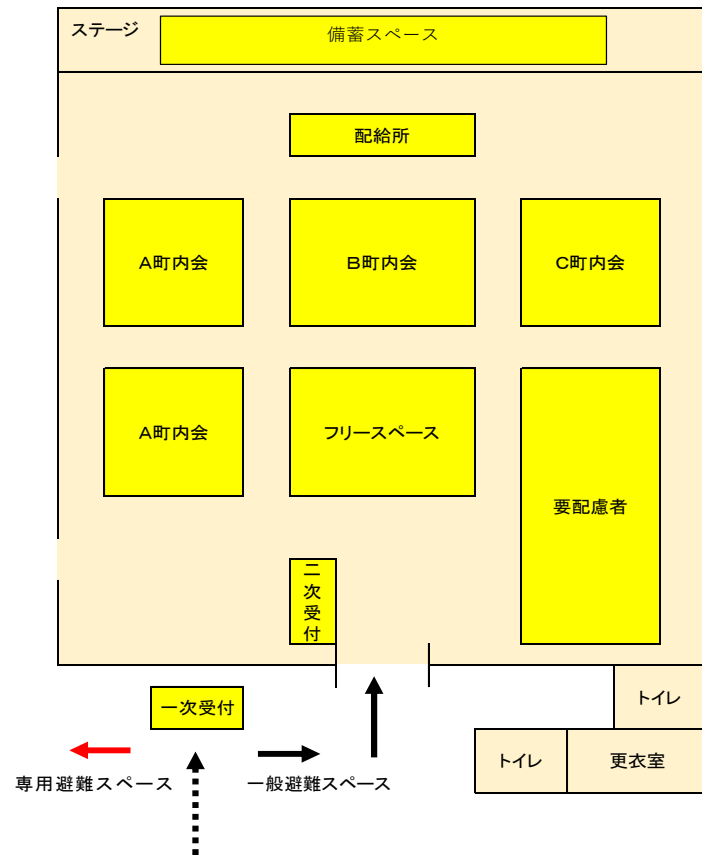 ステージ
備蓄スペース
配給所
A町内会
B町内会
C町内会
A町内会
フリースペース
要配慮者
二次受付
一次受付
トイレ
専用避難スペース
一般避難スペース
トイレ
更衣室